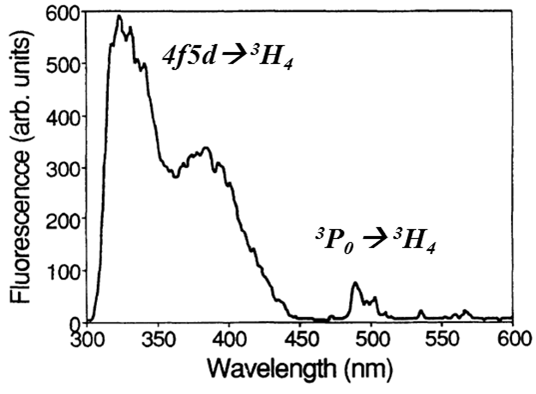 600
500
400
300
200
100
0
300 350 400 450 500 550 600
Fluorescencce (arb. units)
Wavelength (nm)
4f5d→³H₄
³P₀→³H₄